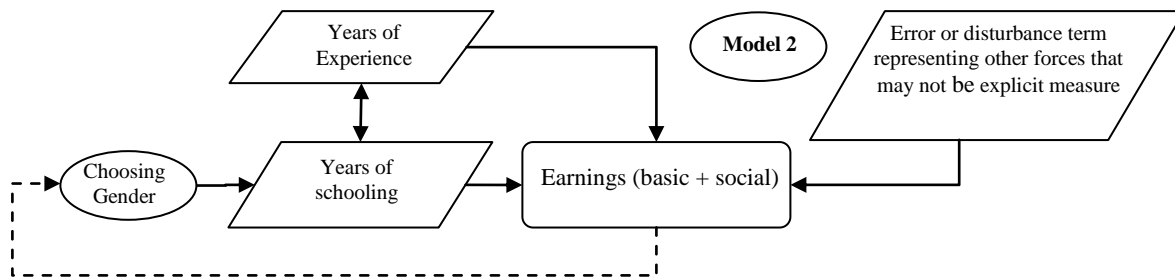 Years of
Experience
Model 2
Error or disturbance term
representing other forces that
may not be explicit measure
Choosing
Gender
Years of
schooling
Earnings (basic + social)